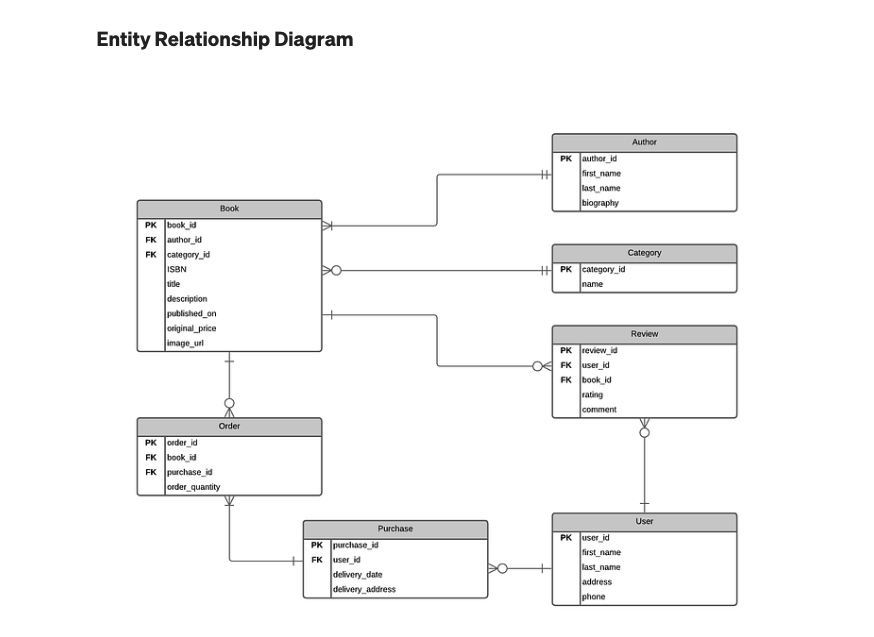 Entity Relationship Diagram
Author
PK author_id
first_name
last_name
biography
Book
PK book_id
FK author_id
FK category_id
ISBN
title
description
published_on
original_price
image_url
Category
PK category_id
name
Review
PK review_id
FK user_id
FK book_id
rating
comment
Order
PK order_id
FK book_id
FK purchase_id
order_quantity
Purchase
PK purchase_id
FK user_id
delivery_date
delivery_address
User
PK user_id
first_name
last_name
address
phone